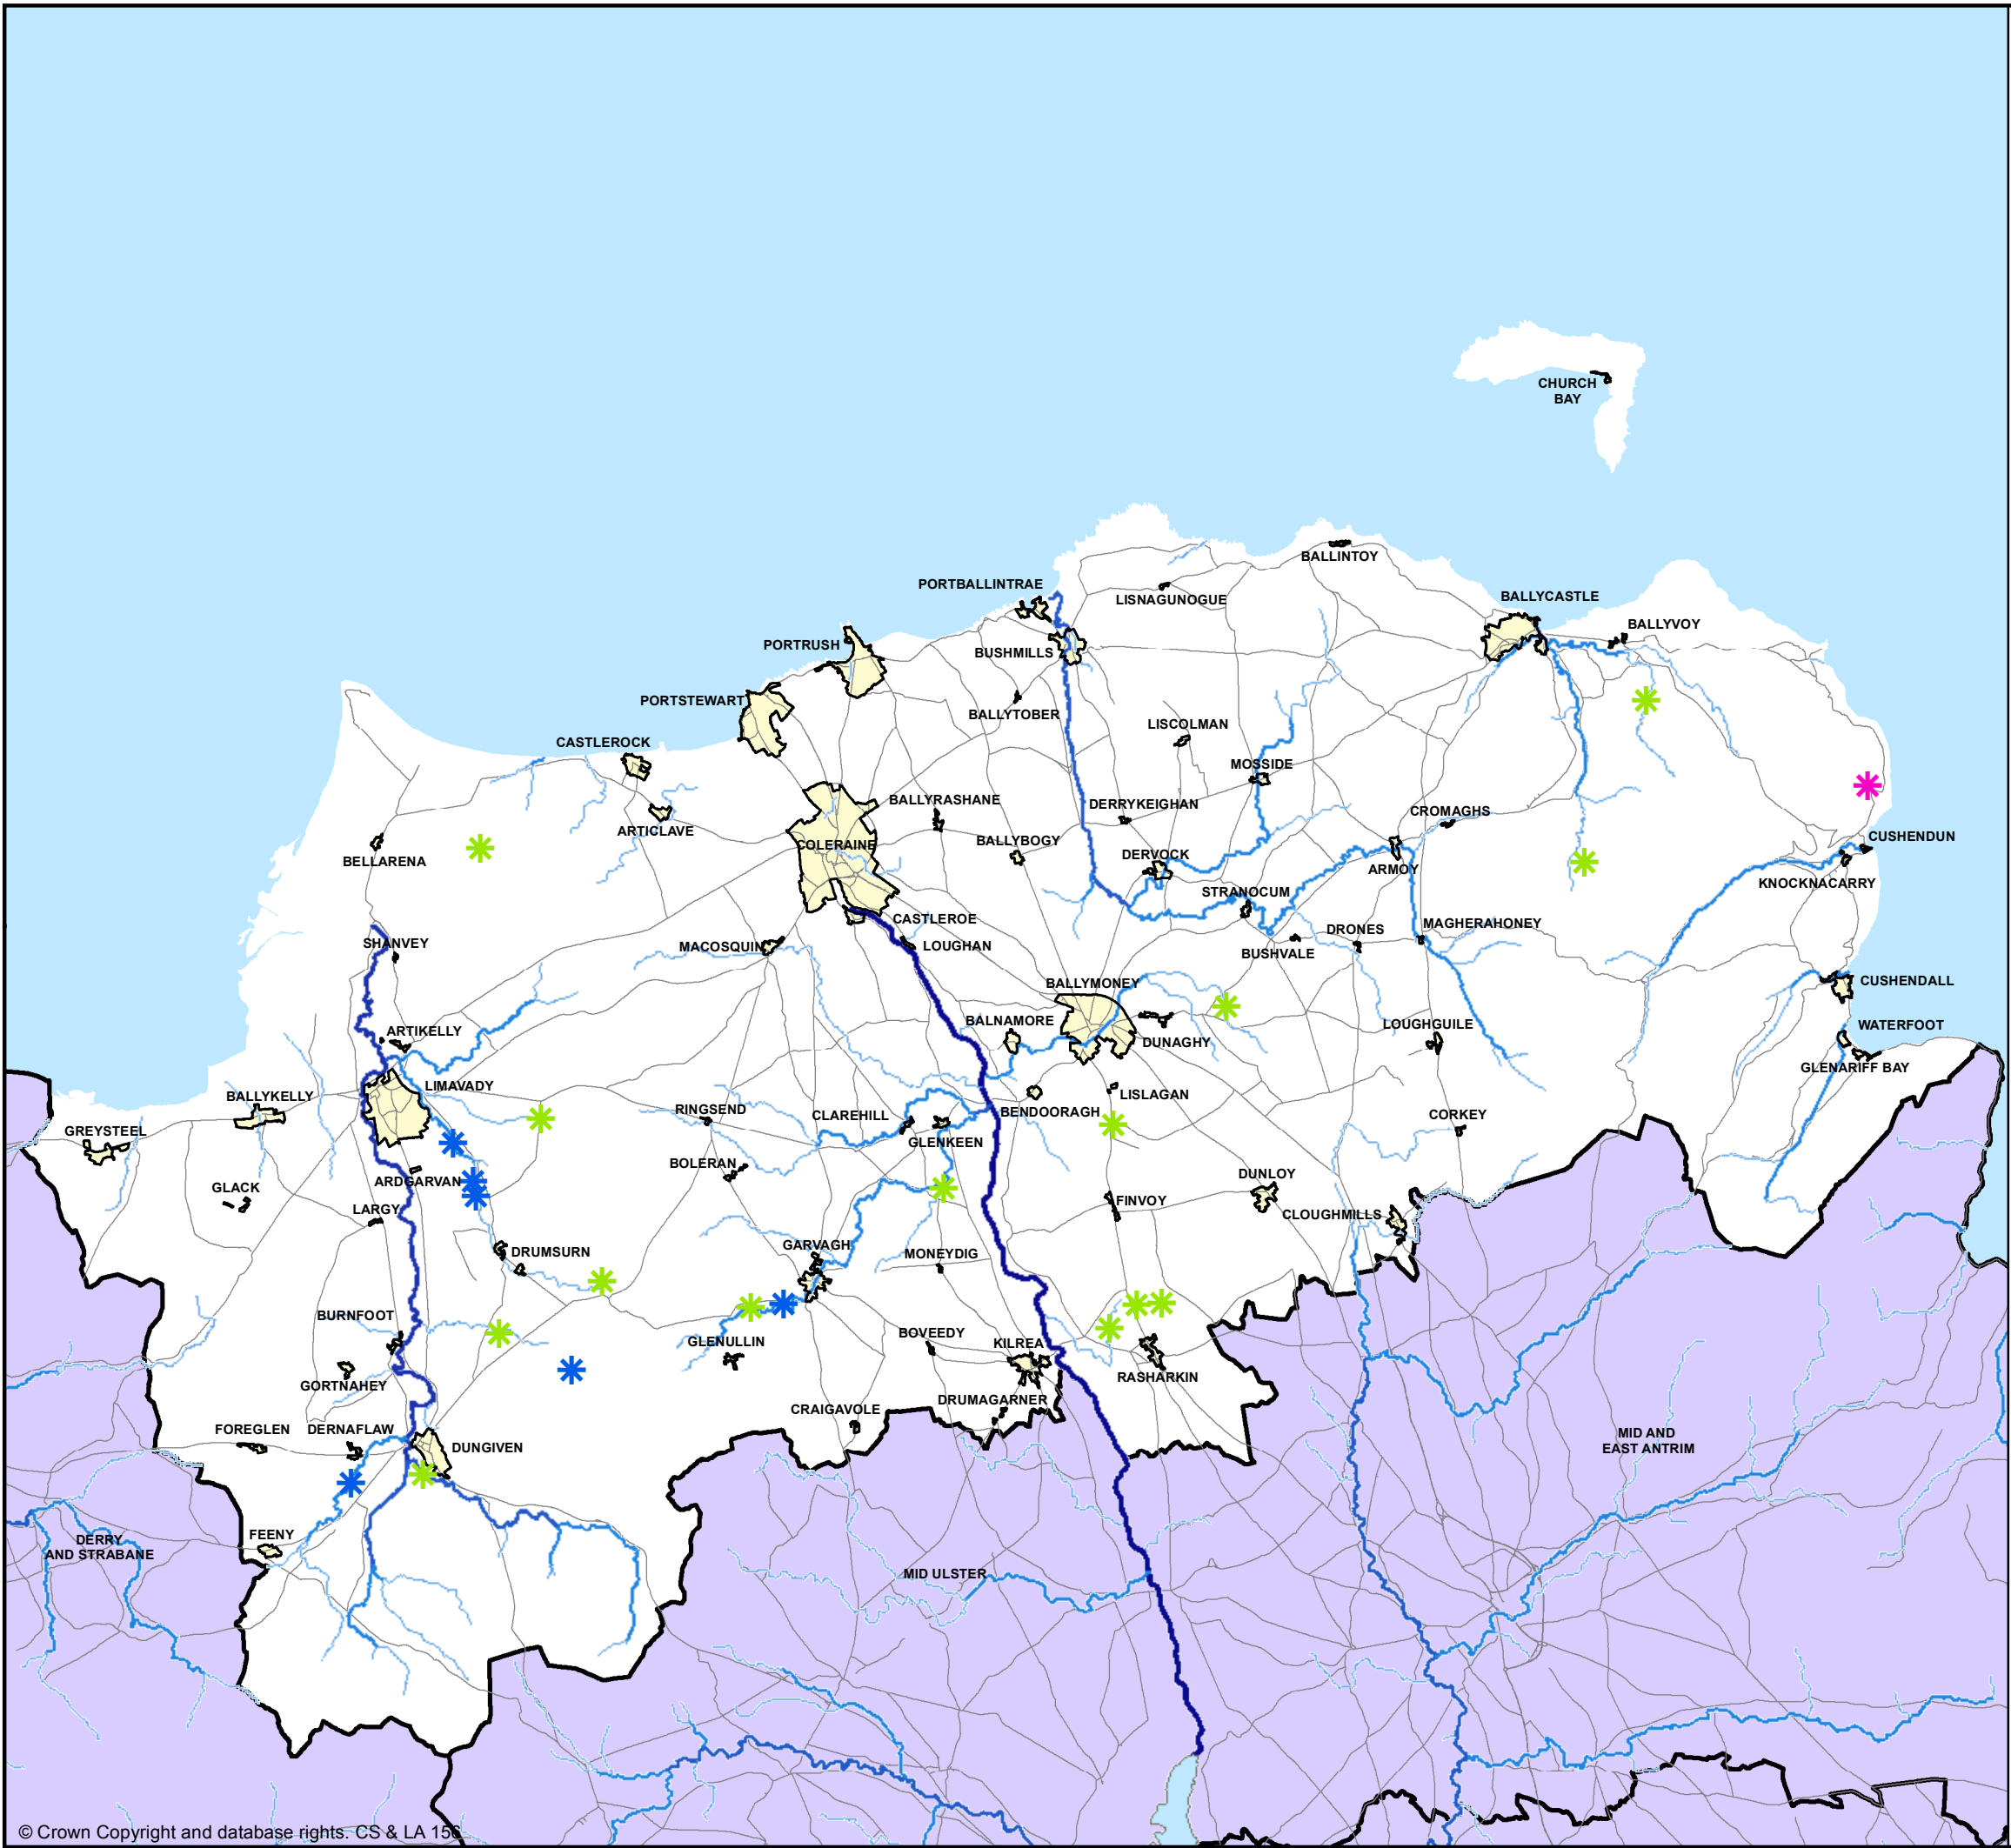 CHURCH
BAY
BALLINTOY
PORTBALLINTRAE
LISNAGUNOGUE
BALLYCASTLE
BALLYVOY
PORTRUSH
BUSHMILLS
PORTSTEWART
BALLYTOBER
LISCOLMAN
CASTLEROCK
MOSSIDE
BALLYRASHANE
DERRYKEIGHAN
CROMAGHS
ARTICLAVE
COLERAINE
BALLYBOGY
CUSHENDUN
BELLARENA
DERVOCK
ARMOY
KNOCKNACARRY
STRANOCUM
CASTLEROE
MAGHERAHONEY
DRONES
SHANVEY
MACOSQUIN
LOUGHAN
BUSHVALE
BALLYMONEY
CUSHENDALL
BALNAMORE
LOUGHGUILE
WATERFOOT
ARTIKELLY
DUNAGHY
GLENARIFF BAY
LIMAVADY
BALLYKELLY
LISLAGAN
RINGSEND
CLAREHILL
BENDOORAGH
CORKEY
GREYSTEEL
GLENKEEN
BOLERAN
DUNLOY
ARDGARVAN
GLACK
FINVOY
LARGY
CLOUGHMILLS
DRUMSURN
GARVAGH
MONEYDIG
BURNFOOT
BOVEEDY
KILREA
GLENULLIN
RASHARKIN
GORTNAHEY
DRUMAGARNER
CRAIGAVOLE
FOREGLEN
DERNAFLAW
DUNGIVEN
MID AND
EAST ANTRIM
FEENY
DERRY
AND STRABANE
MID ULSTER
© Crown Copyright and database rights. CS & LA 156